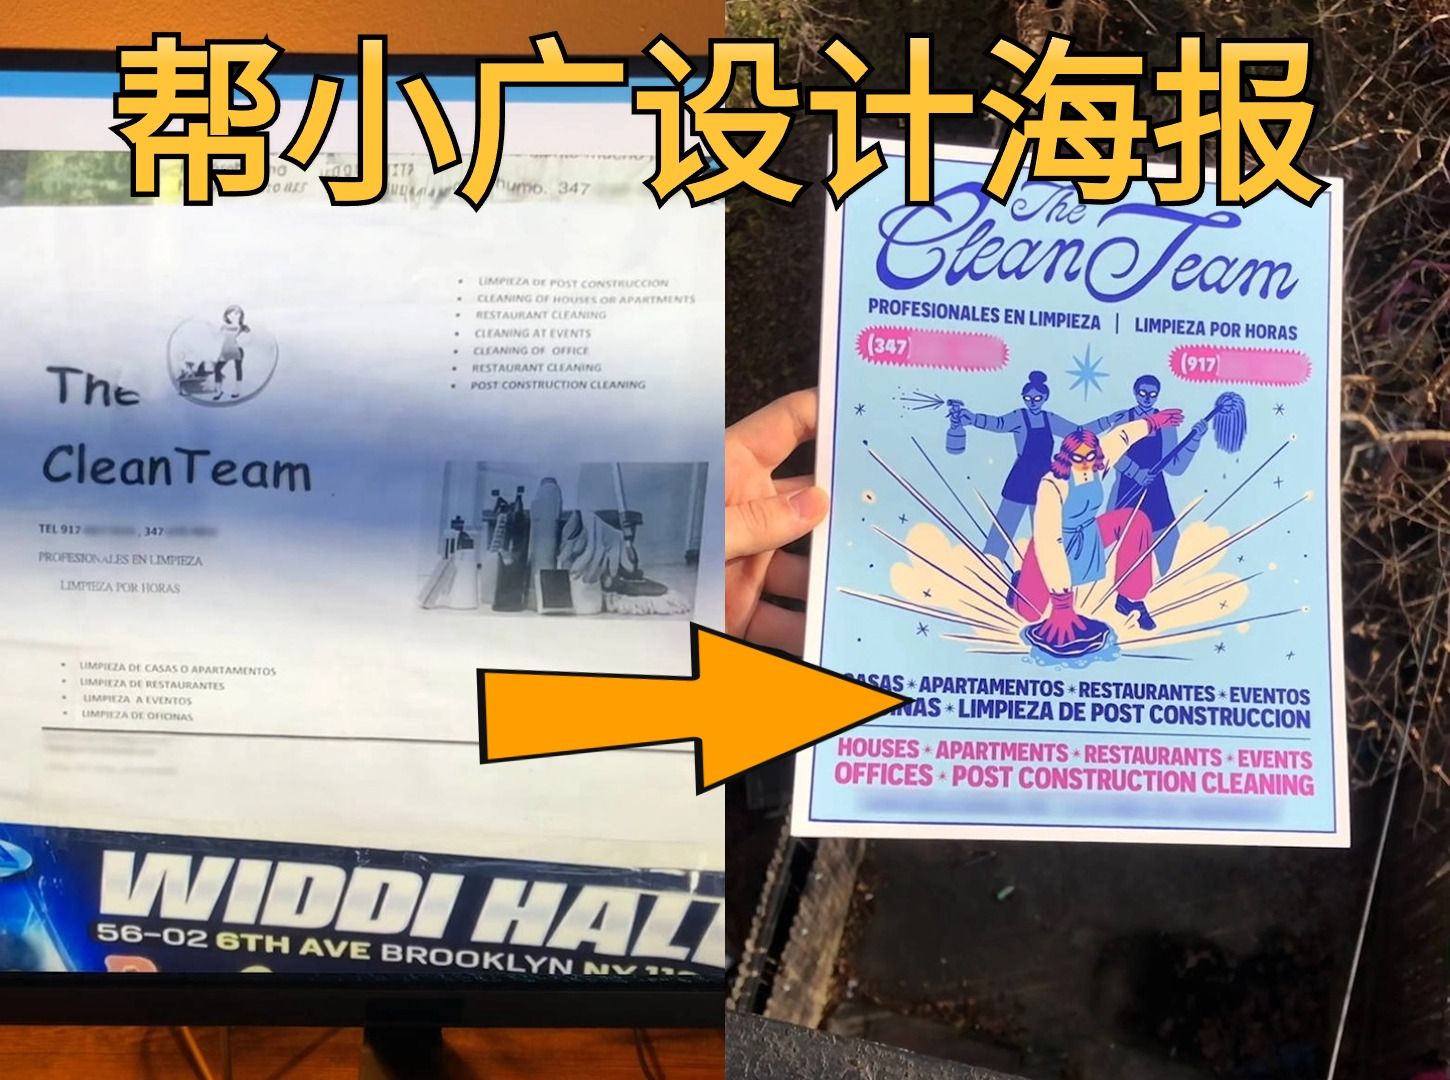 帮小广设计海报
numo. 347
LIMPIEZA DE POST CONSTRUCCION
CLEANING OF HOUSES OR APARTMENTS
RESTAURANT CLEANING
CLEANING AT EVENTS
CLEANING OF OFFICE
RESTAURANT CLEANING
POST CONSTRUCTION CLEANING
The
CleanTeam
TEL 917 , 347
PROFESIONALES EN LIMPIEZA
LIMPIEZA POR HORAS
LIMPIEZA DE CASAS O APARTAMENTOS
LIMPIEZA DE RESTAURANTES
LIMPIEZA A EVENTOS
LIMPIEZA DE OFICINAS
WIDDI HALL
56-02 6TH AVE BROOKLYN NY
The
Clean Team
PROFESIONALES EN LIMPIEZA | LIMPIEZA POR HORAS
(347)
(917)
CASAS * APARTAMENTOS * RESTAURANTES * EVENTOS
LIMPIEZA DE POST CONSTRUCCION
HOUSES * APARTMENTS * RESTAURANTS * EVENTS
OFFICES * POST CONSTRUCTION CLEANING